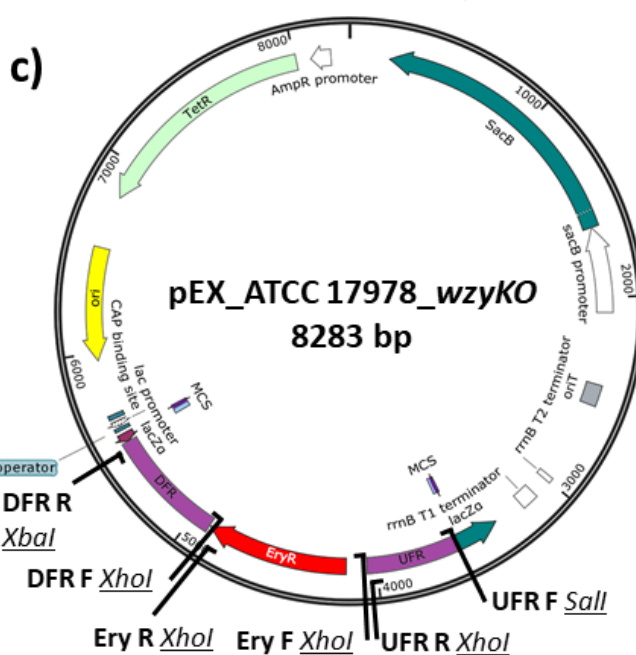 c)
8000
AmpR promoter
TetR
SacB
1000
7000
sacB promoter
2000
pEX_ATCC 17978_wzyKO
8283 bp
ori
CAP binding site
lac promoter
lacZα
MCS
6000
oriT
rrnB T2 terminator
3000
MCS
rrnB T1 terminator
lacZα
operator
DFR
DFR R
XbaI
50
EryR
UFR
4000
DFR F XhoI
UFR F SalI
Ery R XhoI
Ery F XhoI
UFR R XhoI